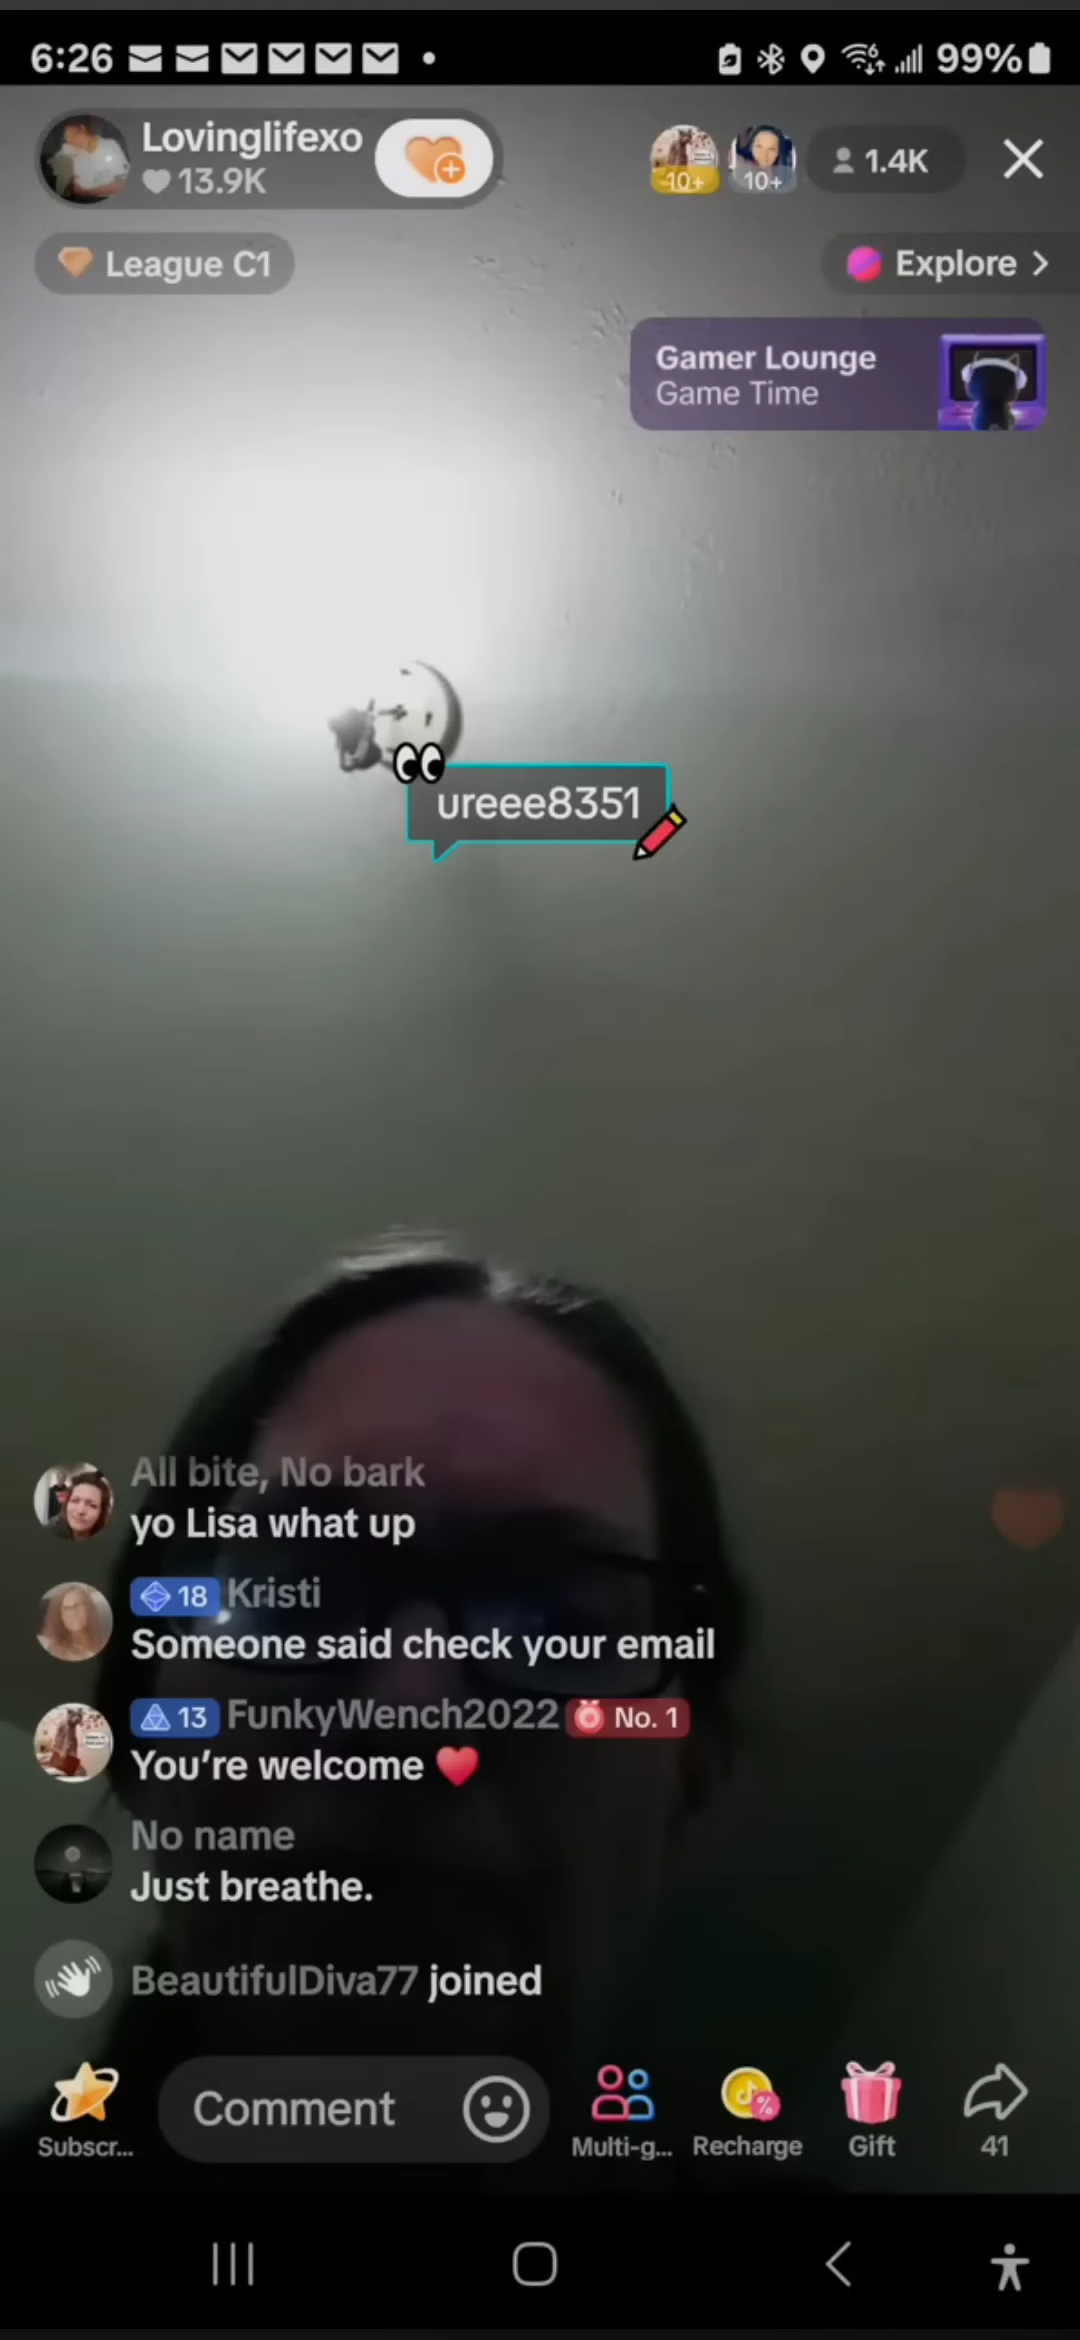 6:26
99%
Lovinglifexo
13.9K
10+
10+
1.4K
League C1
Explore >
Gamer Lounge
Game Time
ureee8351
All bite, No bark
yo Lisa what up
18 Kristi
Someone said check your email
13 FunkyWench2022 No. 1
You're welcome ❤️
No name
Just breathe.
BeautifulDiva77 joined
Comment
Subscr...
Multi-g...
Recharge
Gift
41